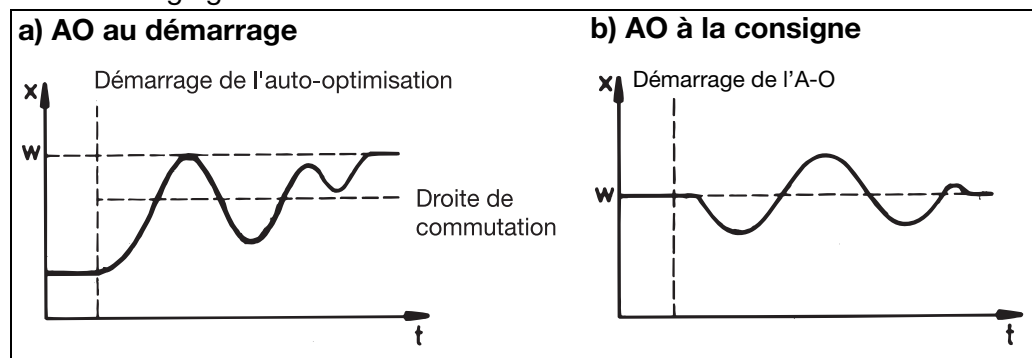 a) AO au démarrage
Démarrage de l'auto-optimisation
x
w
Droite de
commutation
t
b) AO à la consigne
Démarrage de l'A-O
x
w
t